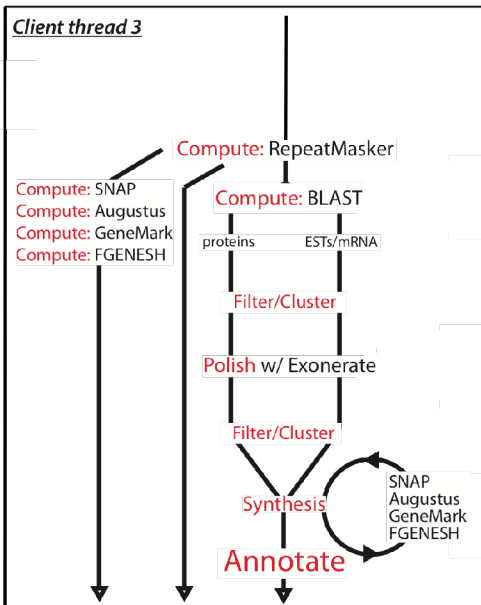 Client thread 3
Compute: RepeatMasker
Compute: SNAP
Compute: Augustus
Compute: GeneMark
Compute: FGENESH
Compute: BLAST
proteins
ESTs/mRNA
Filter/Cluster
Polish w/ Exonerate
Filter/Cluster
Synthesis
SNAP
Augustus
GeneMark
FGENESH
Annotate